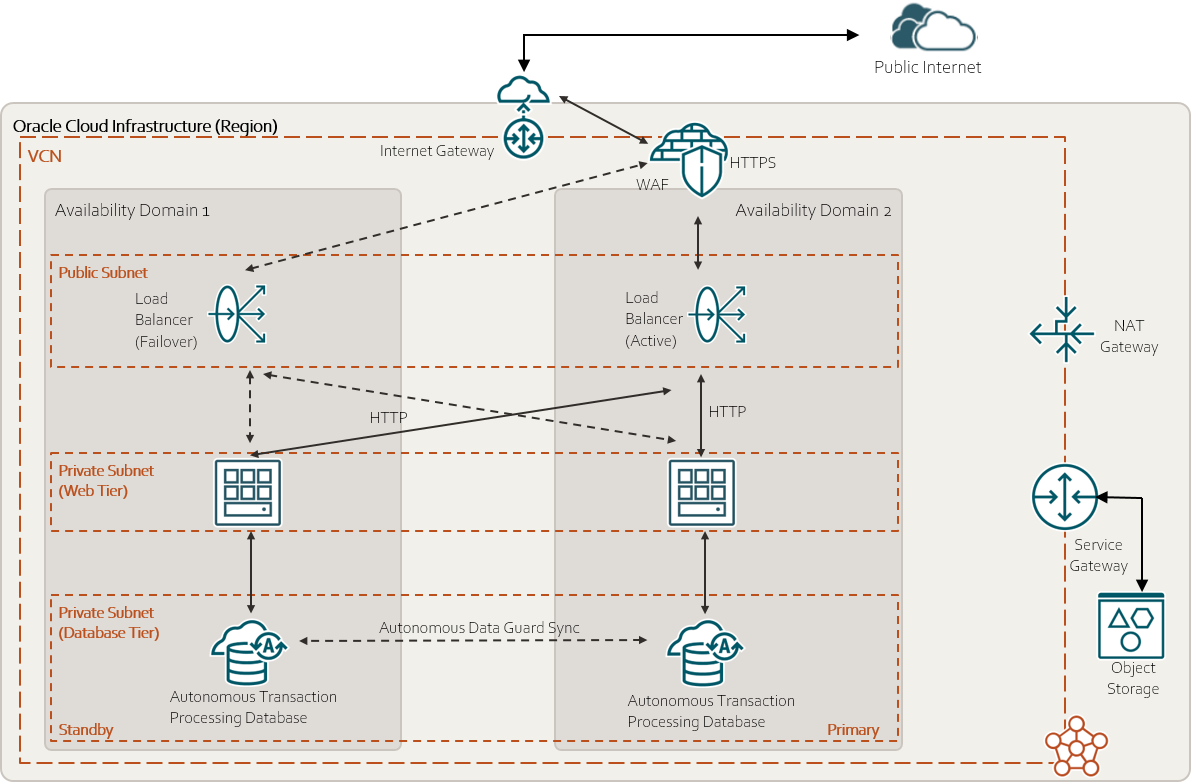 Public Internet
Oracle Cloud Infrastructure (Region)
VCN
Internet Gateway
HTTPS
WAF
Availability Domain 1
Availability Domain 2
Public Subnet
Load
Balancer
(Failover)
Load
Balancer
(Active)
NAT
Gateway
HTTP
HTTP
Private Subnet
(Web Tier)
Service
Gateway
Private Subnet
(Database Tier)
Autonomous Data Guard Sync
A
A
Autonomous Transaction
Processing Database
Autonomous Transaction
Processing Database
Object
Storage
Standby
Primary